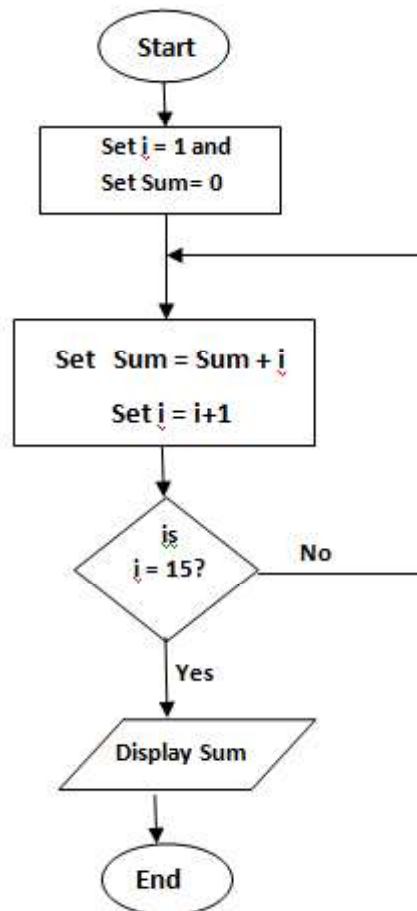 Start
Set i = 1 and
Set Sum= 0
Set Sum = Sum + i
Set i = i+1
is
i = 15?
No
Yes
Display Sum
End